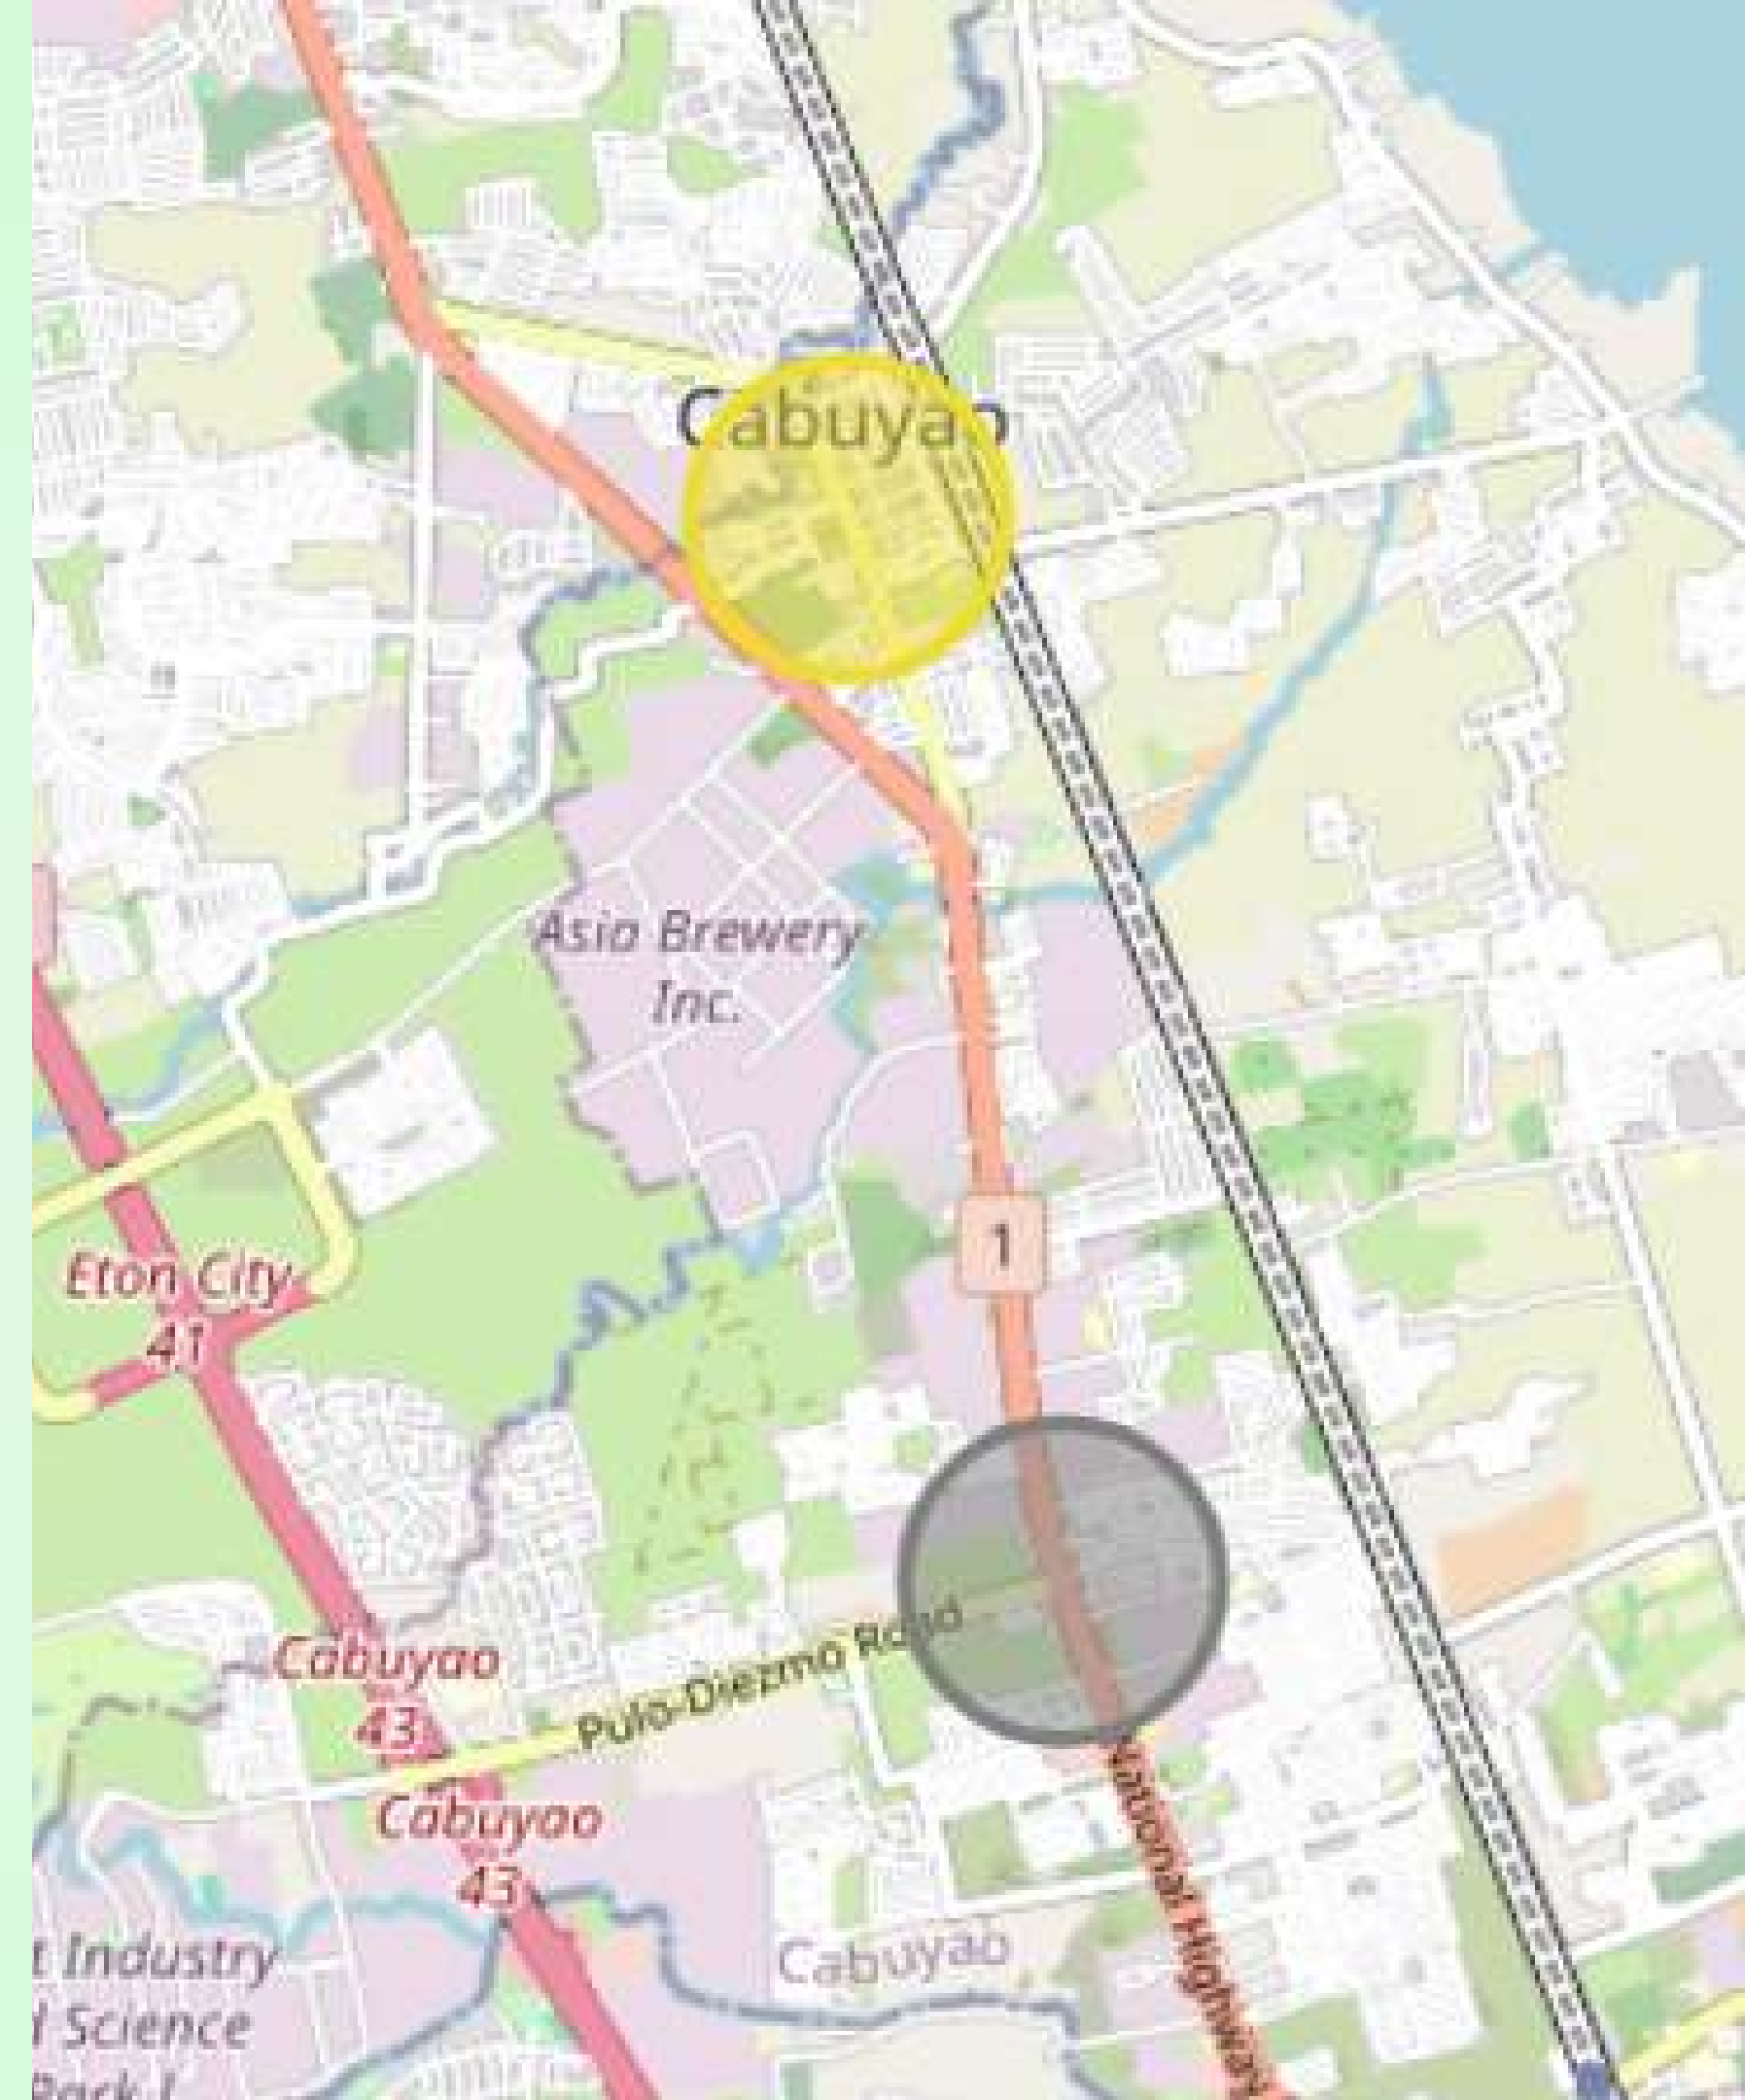 Cabuyao
Asia Brewery
Inc.
1
Eton City
41
Cabuyao
43
Pulo-Diezmo Road
Cabuyao
43
National Highway
Cabuyao
t Industry
d Science
Park I